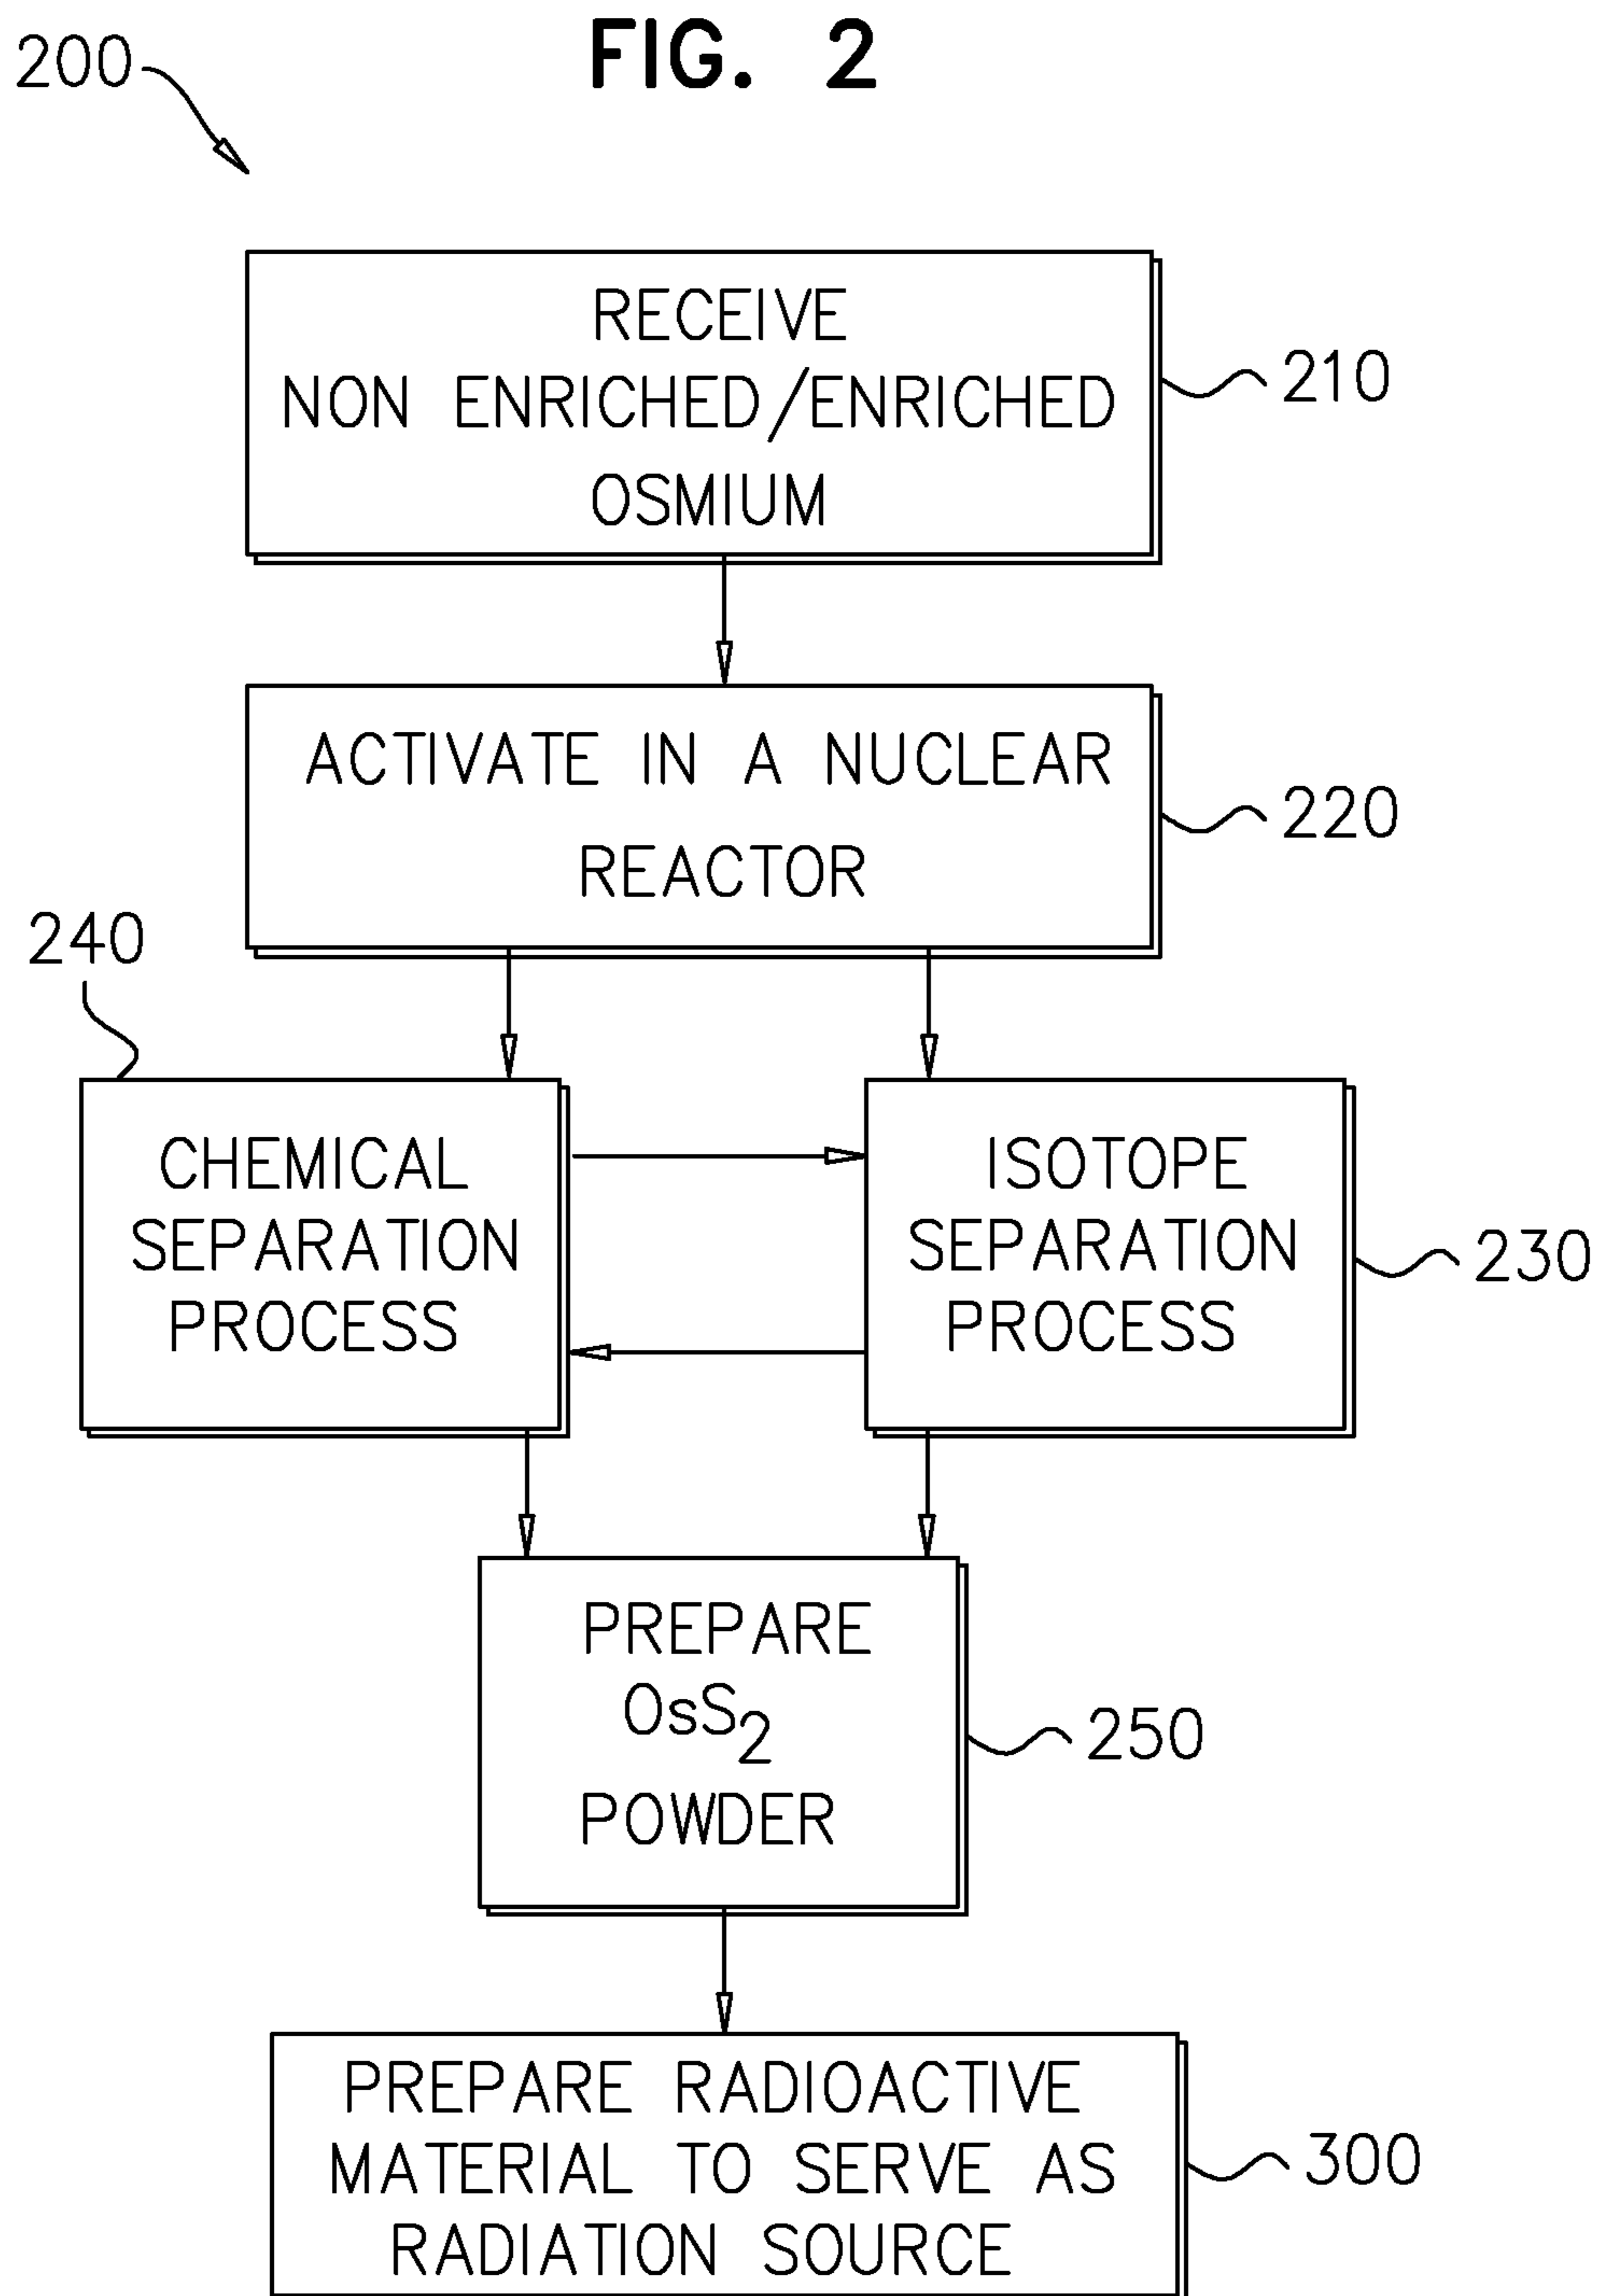 FIG. 2
200
RECEIVE
NON ENRICHED/ENRICHED
OSMIUM
210
ACTIVATE IN A NUCLEAR
REACTOR
220
240
CHEMICAL
SEPARATION
PROCESS
ISOTOPE
SEPARATION
PROCESS
230
PREPARE
OsS₂
POWDER
250
PREPARE RADIOACTIVE
MATERIAL TO SERVE AS
RADIATION SOURCE
300